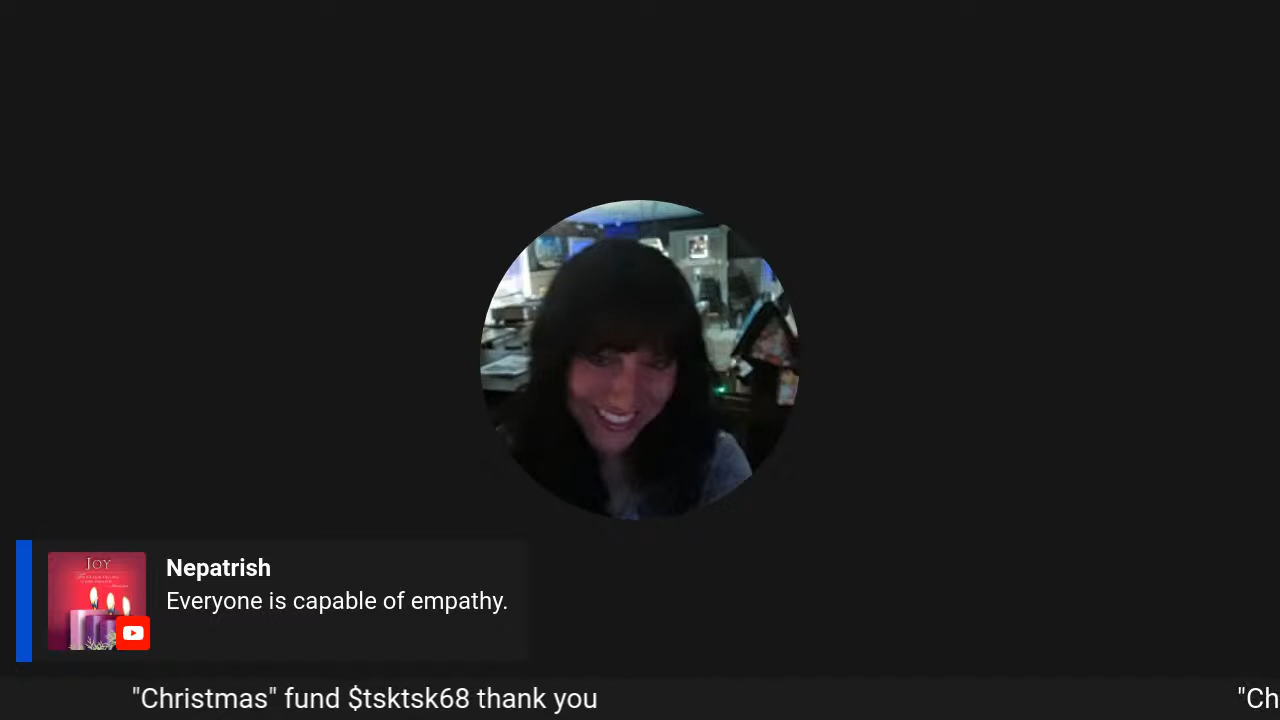 JOY
Nepatrish
Everyone is capable of empathy.
"Christmas" fund $tsktsk68 thank you
"Ch